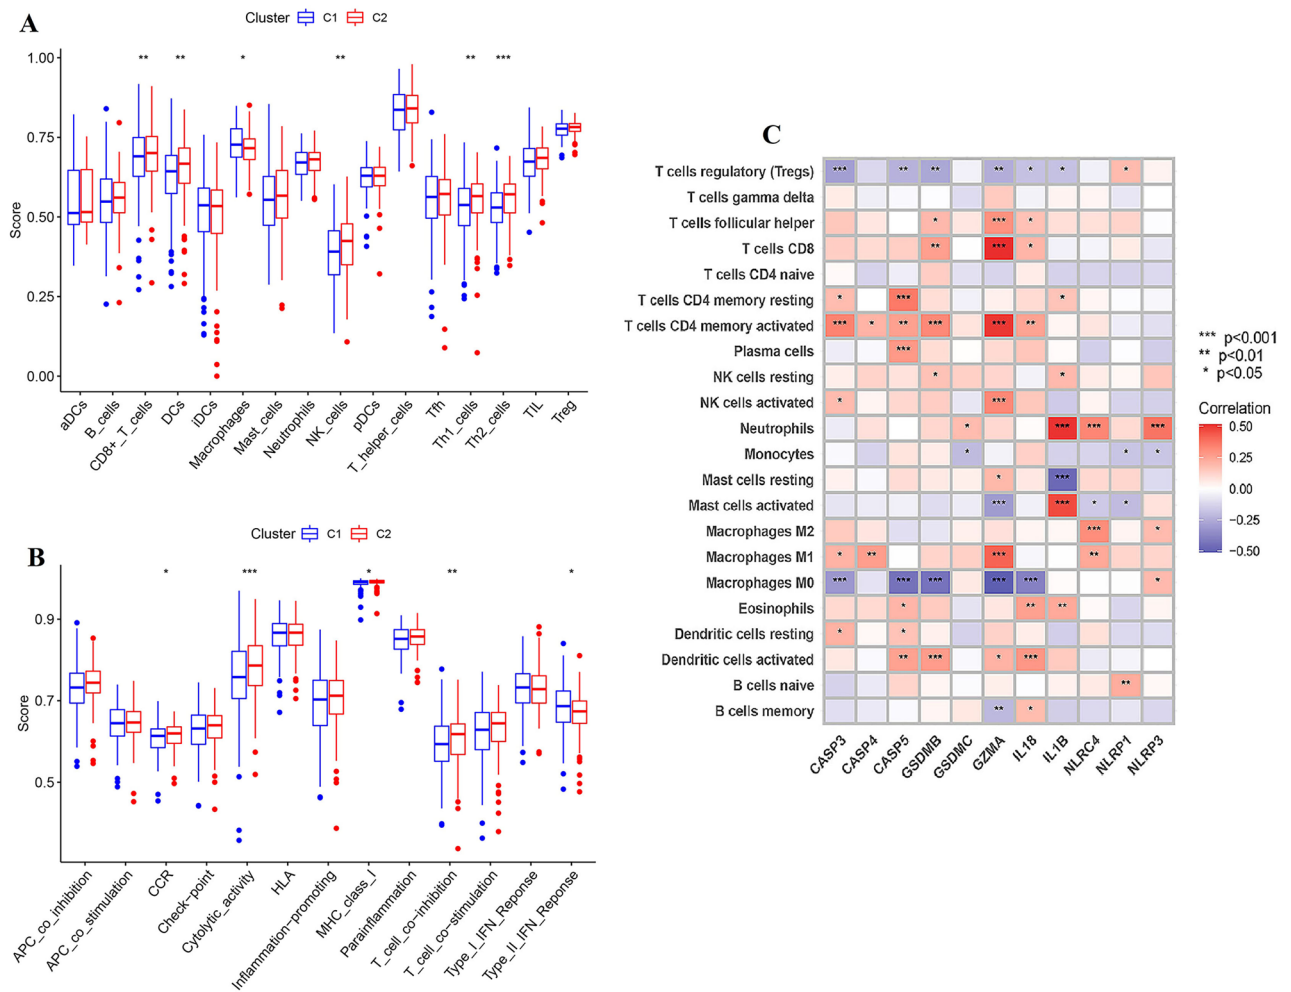 A
Cluster C1 C2
** ** * ** ** ***
1.00
0.75
0.50
0.25
0.00
Score
aDCs
B_cells
CD8+_T_cells
DCs
iDCs
Macrophages
Mast_cells
Neutrophils
NK_cells
pDCs
T_helper_cells
Tfh
Th1_cells
Th2_cells
TIL
Treg
B
Cluster C1 C2
* *** * ** *
0.9
0.7
0.5
Score
APC_co_inhibition
APC_co_stimulation
CCR
Check-point
Cytolytic_activity
HLA
Inflammation-promoting
MHC_class_I
Parainflammation
T_cell_co-inhibition
T_cell_co-stimulation
Type_I_IFN_Reponse
Type_II_IFN_Reponse
C
T cells regulatory (Tregs) *** ** ** ** * * *
T cells gamma delta
T cells follicular helper * *** *
T cells CD8 ** *** *
T cells CD4 naive
T cells CD4 memory resting * *** *
T cells CD4 memory activated *** * ** *** *** **
Plasma cells ***
NK cells resting * *
NK cells activated * ***
Neutrophils * *** *** ***
Monocytes * * *
Mast cells resting * ***
Mast cells activated *** *** * *
Macrophages M2 *** *
Macrophages M1 * ** *** **
Macrophages M0 *** *** *** *** *** *
Eosinophils * ** **
Dendritic cells resting * *
Dendritic cells activated ** *** * ***
B cells naive **
B cells memory ** *
CASP3
CASP4
CASP5
GSDMB
GSDMC
GZMA
IL18
IL1B
NLRC4
NLRP1
NLRP3
*** p<0.001
** p<0.01
* p<0.05
Correlation
0.50
0.25
0.00
−0.25
−0.50